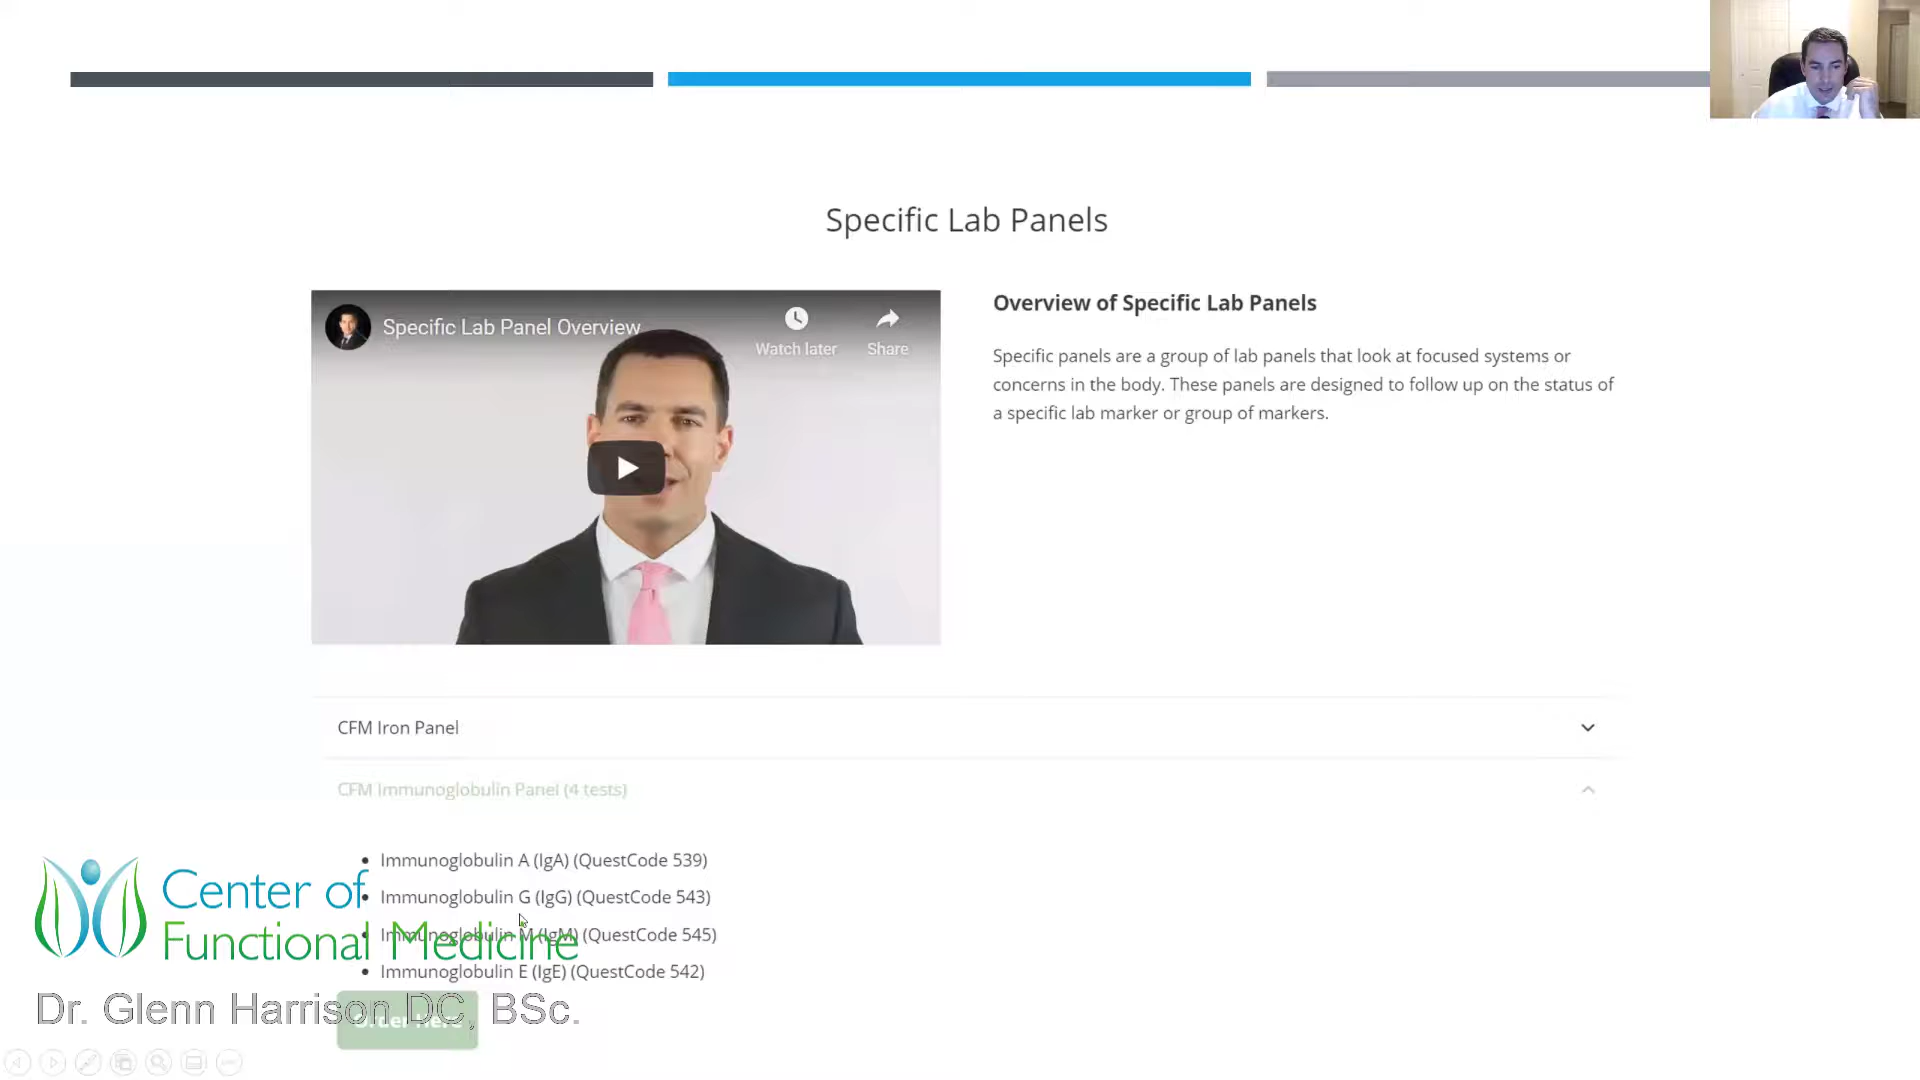 Specific Lab Panels
Specific Lab Panel Overview
Watch later
Share
Overview of Specific Lab Panels
Specific panels are a group of lab panels that look at focused systems or
concerns in the body. These panels are designed to follow up on the status of
a specific lab marker or group of markers.
CFM Iron Panel
CFM Immunoglobulin Panel (4 tests)
Immunoglobulin A (IgA) (QuestCode 539)
Immunoglobulin G (IgG) (QuestCode 543)
Immunoglobulin M (IgM) (QuestCode 545)
Immunoglobulin E (IgE) (QuestCode 542)
Order Here
Center of
Functional Medicine
Dr. Glenn Harrison DC, BSc.